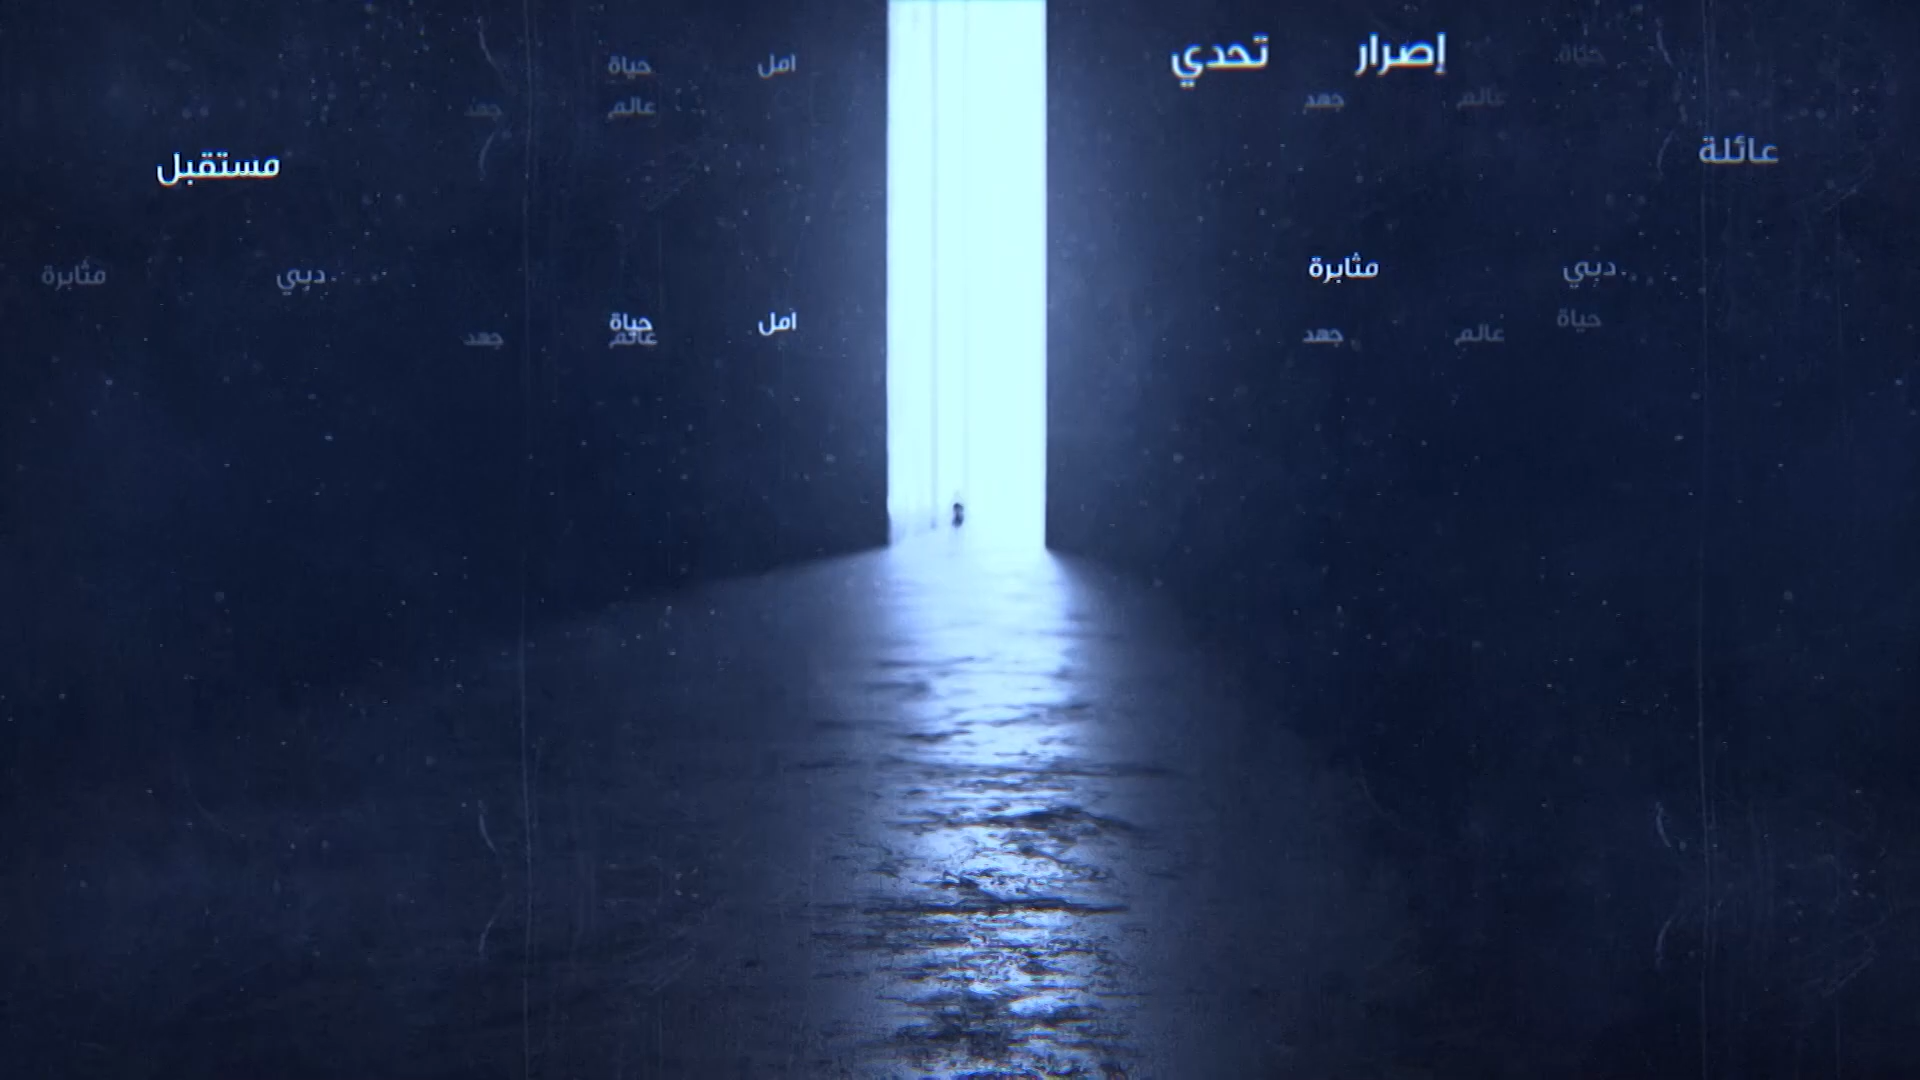 إصرار تحدي
حياة
امل حياة
عالم جهد
عالم جهد
عائلة
مستقبل
دبي مثابرة
دبي مثابرة
حياة
امل حياة
عالم جهد
عالم جهد